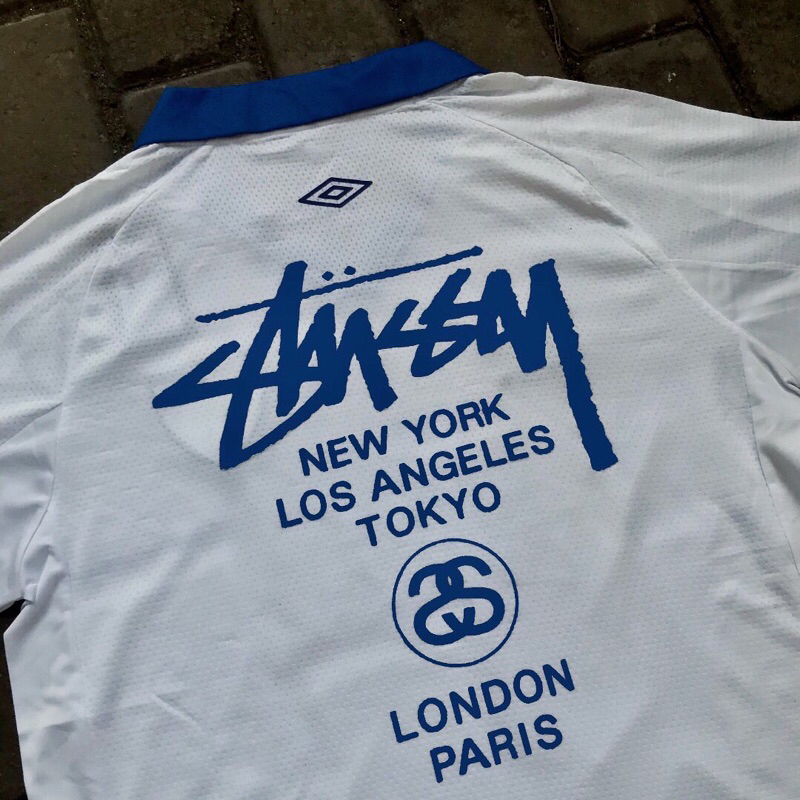 Stüssy
NEW YORK
LOS ANGELES
TOKYO
SS
LONDON
PARIS